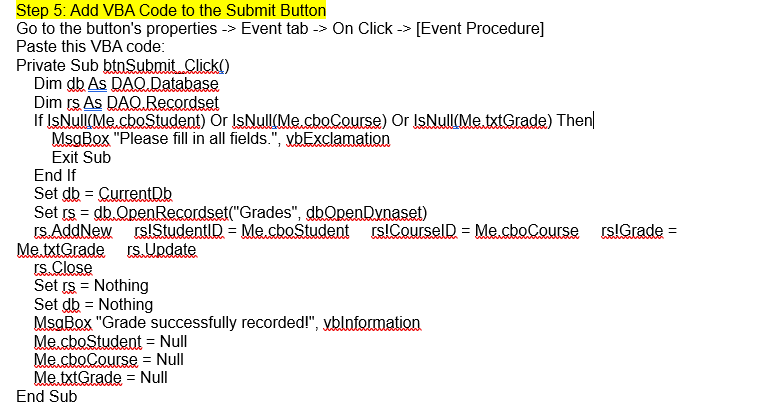 Step 5: Add VBA Code to the Submit Button
Go to the button's properties -> Event tab -> On Click -> [Event Procedure]
Paste this VBA code:
Private Sub btnSubmit_Click()
Dim db As DAO.Database
Dim rs As DAO.Recordset
If IsNull(Me.cboStudent) Or IsNull(Me.cboCourse) Or IsNull(Me.txtGrade) Then
MsgBox "Please fill in all fields.", vbExclamation
Exit Sub
End If
Set db = CurrentDb
Set rs = db.OpenRecordset("Grades", dbOpenDynaset)
rs.AddNew rs!StudentID = Me.cboStudent rs!CourseID = Me.cboCourse rs!Grade =
Me.txtGrade rs.Update
rs.Close
Set rs = Nothing
Set db = Nothing
MsgBox "Grade successfully recorded!", vbInformation
Me.cboStudent = Null
Me.cboCourse = Null
Me.txtGrade = Null
End Sub